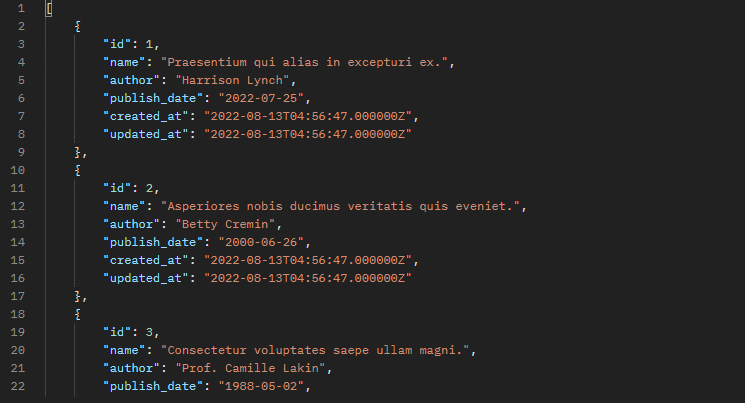 1 [
2 {
3 "id": 1,
4 "name": "Praesentium qui alias in excepturi ex.",
5 "author": "Harrison Lynch",
6 "publish_date": "2022-07-25",
7 "created_at": "2022-08-13T04:56:47.000000Z",
8 "updated_at": "2022-08-13T04:56:47.000000Z"
9 },
10 {
11 "id": 2,
12 "name": "Asperiores nobis ducimus veritatis quis eveniet.",
13 "author": "Betty Cremin",
14 "publish_date": "2000-06-26",
15 "created_at": "2022-08-13T04:56:47.000000Z",
16 "updated_at": "2022-08-13T04:56:47.000000Z"
17 },
18 {
19 "id": 3,
20 "name": "Consectetur voluptates saepe ullam magni.",
21 "author": "Prof. Camille Lakin",
22 "publish_date": "1988-05-02",